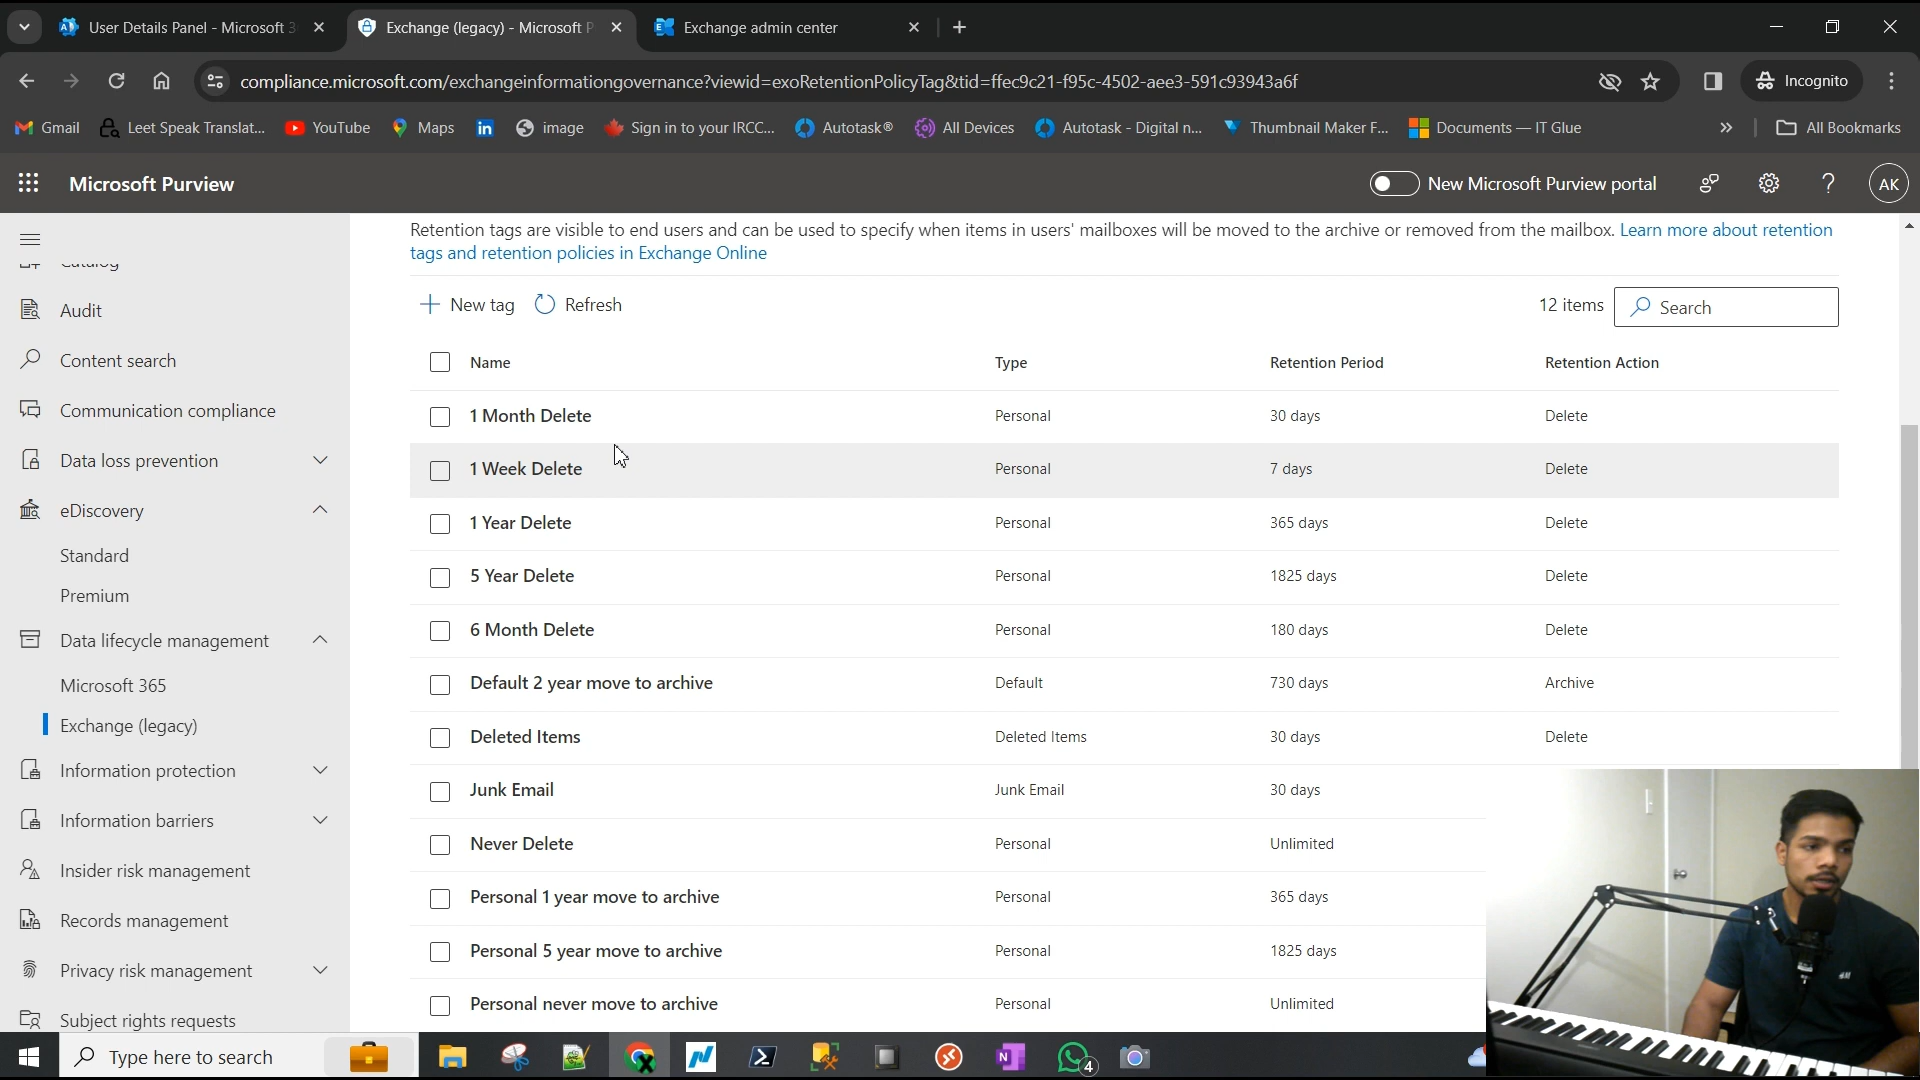 User Details Panel - Microsoft 3
Exchange (legacy) - Microsoft P
Exchange admin center
compliance.microsoft.com/exchangeinformationgovernance?viewid=exoRetentionPolicyTag&tid=ffec9c21-f95c-4502-aee3-591c93943a6f
Incognito
Gmail
Leet Speak Translat...
YouTube
Maps
image
Sign in to your IRCC...
Autotask®
All Devices
Autotask - Digital n...
Thumbnail Maker F...
Documents — IT Glue
All Bookmarks
Microsoft Purview
New Microsoft Purview portal
AK
Retention tags are visible to end users and can be used to specify when items in users' mailboxes will be moved to the archive or removed from the mailbox. Learn more about retention
tags and retention policies in Exchange Online
New tag
Refresh
12 items
Search
Catalog
Audit
Content search
Communication compliance
Data loss prevention
eDiscovery
Standard
Premium
Data lifecycle management
Microsoft 365
Exchange (legacy)
Information protection
Information barriers
Insider risk management
Records management
Privacy risk management
Subject rights requests
Name Type Retention Period Retention Action
1 Month Delete Personal 30 days Delete
1 Week Delete Personal 7 days Delete
1 Year Delete Personal 365 days Delete
5 Year Delete Personal 1825 days Delete
6 Month Delete Personal 180 days Delete
Default 2 year move to archive Default 730 days Archive
Deleted Items Deleted Items 30 days Delete
Junk Email Junk Email 30 days
Never Delete Personal Unlimited
Personal 1 year move to archive Personal 365 days
Personal 5 year move to archive Personal 1825 days
Personal never move to archive Personal Unlimited
Type here to search
4